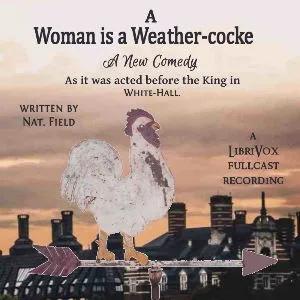 A
Woman is a Weather-cocke
A New Comedy
As it was acted before the King in
WHITE-HALL.
WRITTEN BY
NAT. FIELD
A
LIBRIVOX
FULLCAST
RECORDING